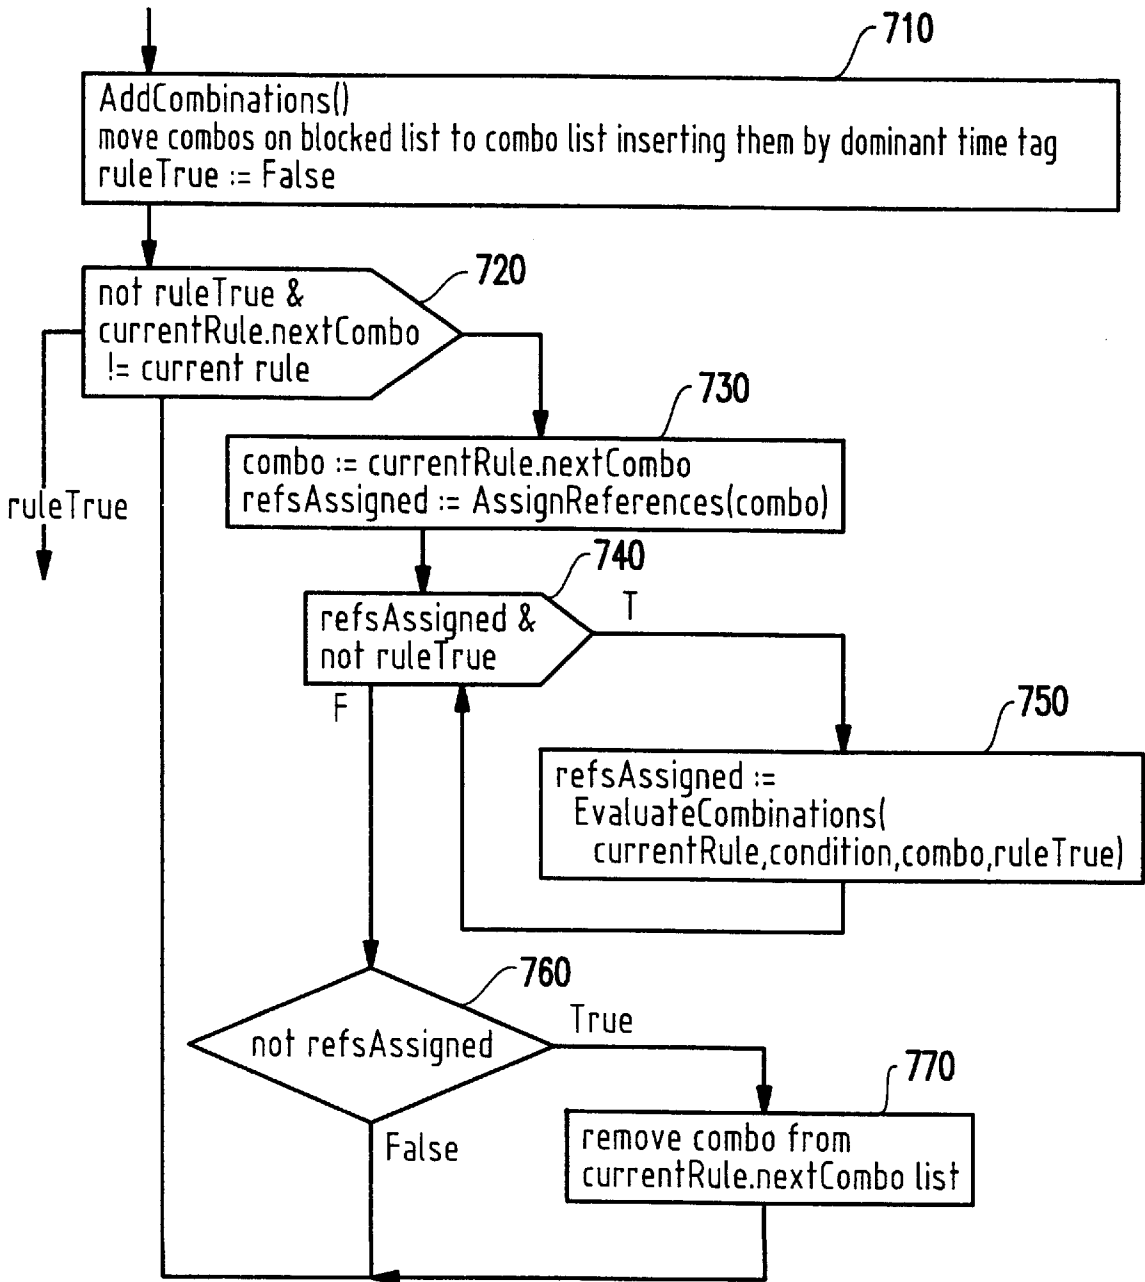 710
AddCombinations()
move combos on blocked list to combo list inserting them by dominant time tag
ruleTrue := False
720
not ruleTrue &
currentRule.nextCombo
!= current rule
730
combo := currentRule.nextCombo
refsAssigned := AssignReferences(combo)
ruleTrue
740
refsAssigned &
not ruleTrue
T
F
750
refsAssigned :=
EvaluateCombinations(
currentRule,condition,combo,ruleTrue)
760
not refsAssigned
True
False
770
remove combo from
currentRule.nextCombo list